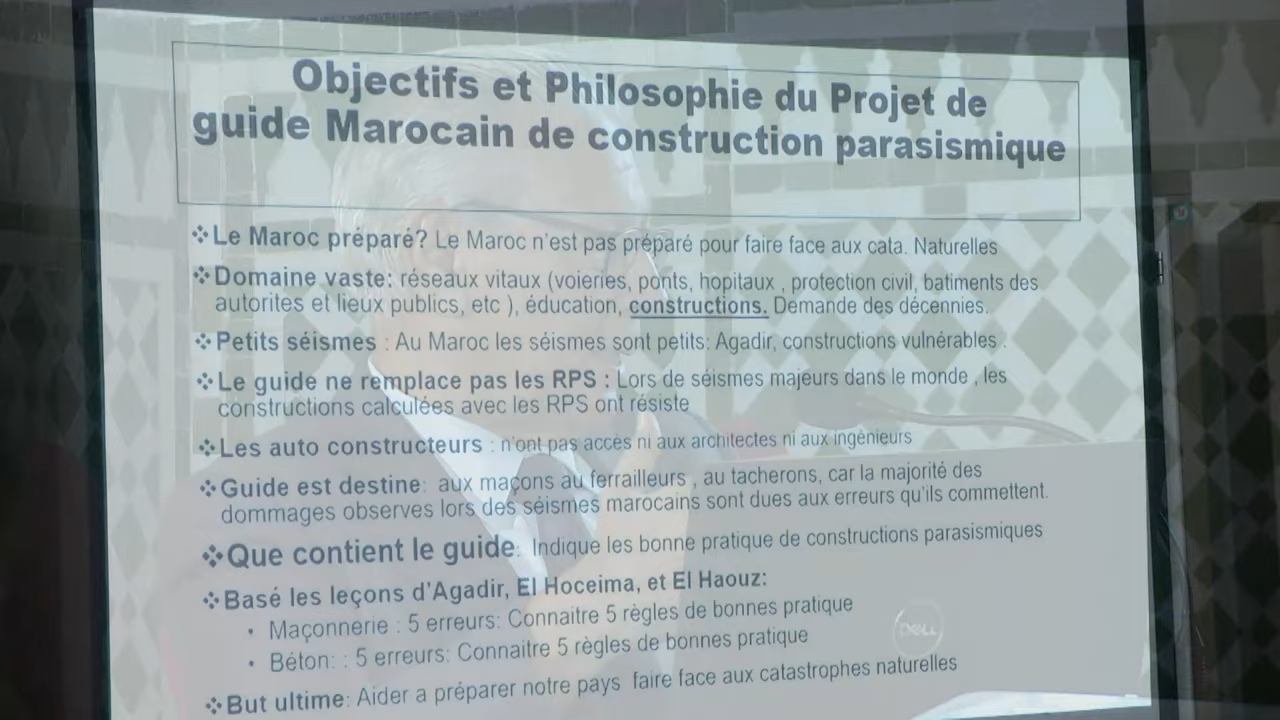 Objectifs et Philosophie du Projet de
guide Marocain de construction parasismique
❖Le Maroc préparé? Le Maroc n'est pas préparé pour faire face aux cata. Naturelles
❖Domaine vaste: réseaux vitaux (voieries, ponts, hopitaux , protection civil, batiments des
autorites et lieux publics, etc ), éducation, constructions. Demande des décennies.
❖Petits séismes : Au Maroc les séismes sont petits: Agadir, constructions vulnérables .
❖Le guide ne remplace pas les RPS : Lors de séismes majeurs dans le monde , les
constructions calculées avec les RPS ont résiste
❖Les auto constructeurs : n'ont pas accès ni aux architectes ni aux ingénieurs
❖Guide est destine: aux maçons au ferrailleurs , au tacherons, car la majorité des
dommages observes lors des séismes marocains sont dues aux erreurs qu'ils commettent.
❖Que contient le guide: Indique les bonne pratique de constructions parasismiques
❖Basé les leçons d'Agadir, El Hoceima, et El Haouz:
• Maçonnerie : 5 erreurs: Connaitre 5 règles de bonnes pratique
• Béton: : 5 erreurs: Connaitre 5 règles de bonnes pratique
DELL
❖But ultime: Aider a préparer notre pays faire face aux catastrophes naturelles